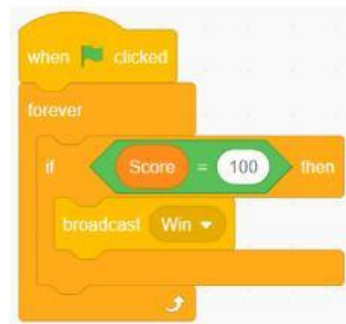 when clicked
forever
if Score = 100 then
broadcast Win